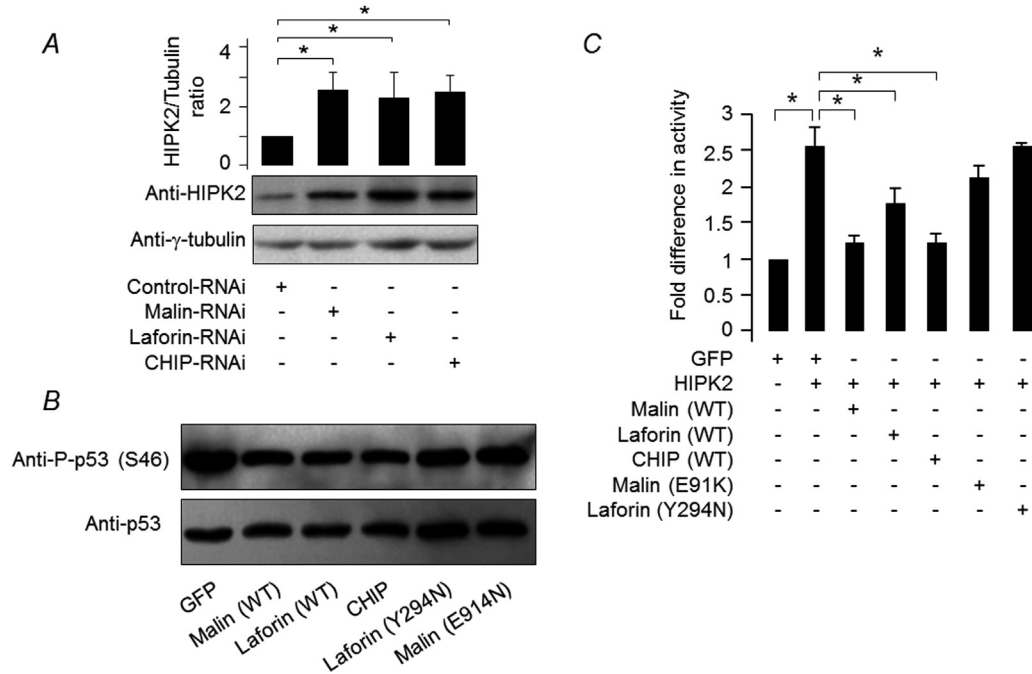 A
HIPK2/Tubulin
ratio
4
2
0
*
*
*
Anti-HIPK2
Anti-γ-tubulin
Control-RNAi + - - -
Malin-RNAi - + - -
Laforin-RNAi - - + -
CHIP-RNAi - - - +
B
Anti-P-p53 (S46)
Anti-p53
GFP
Malin (WT)
Laforin (WT)
CHIP
Laforin (Y294N)
Malin (E914N)
C
Fold difference in activity
3
2.5
2
1.5
1
0.5
0
*
*
*
*
GFP + + - - - - -
HIPK2 - + + + + + +
Malin (WT) - - + - - - -
Laforin (WT) - - - + - - -
CHIP (WT) - - - - + - -
Malin (E91K) - - - - - + -
Laforin (Y294N) - - - - - - +